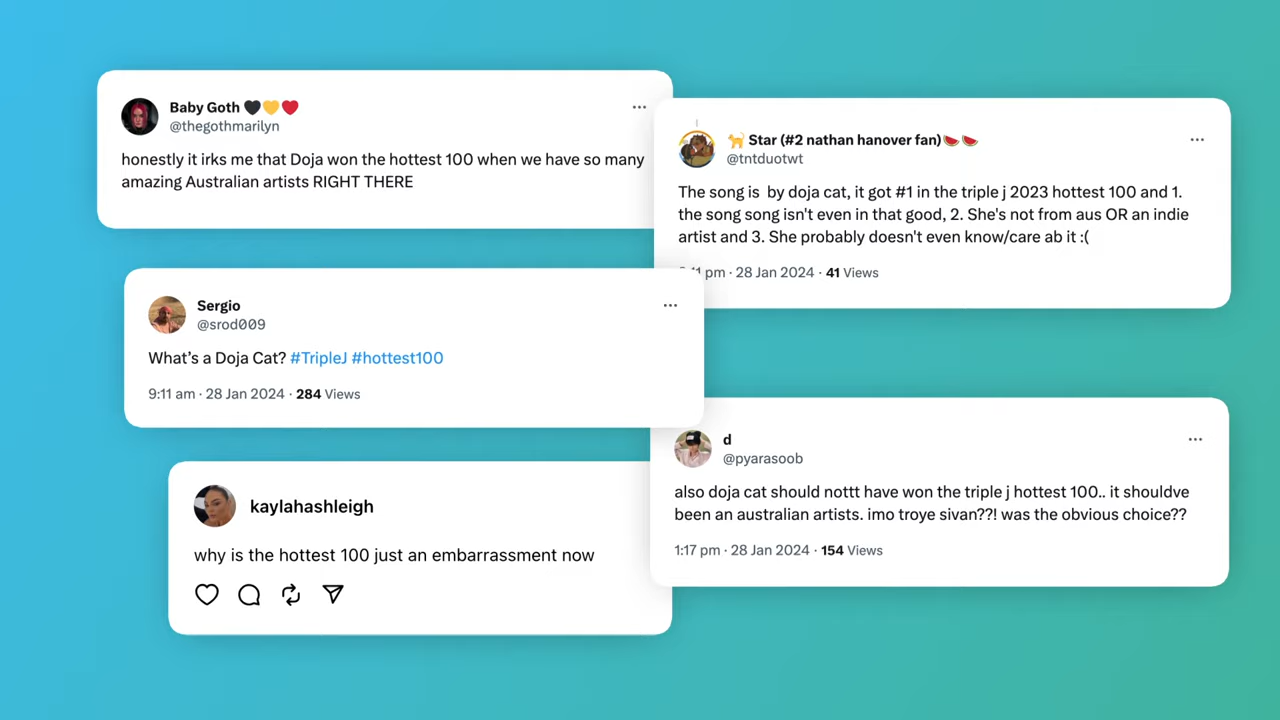 Baby Goth 🖤💛❤️
@thegothmarilyn
honestly it irks me that Doja won the hottest 100 when we have so many
amazing Australian artists RIGHT THERE
🐈 Star (#2 nathan hanover fan)🍉🍉
@tntduotwt
The song is by doja cat, it got #1 in the triple j 2023 hottest 100 and 1.
the song song isn't even in that good, 2. She's not from aus OR an indie
artist and 3. She probably doesn't even know/care ab it :(
pm · 28 Jan 2024 · 41 Views
Sergio
@srod009
What's a Doja Cat? #TripleJ #hottest100
9:11 am · 28 Jan 2024 · 284 Views
d
@pyarasoob
also doja cat should nottt have won the triple j hottest 100.. it shouldve
been an australian artists. imo troye sivan??! was the obvious choice??
1:17 pm · 28 Jan 2024 · 154 Views
kaylahashleigh
why is the hottest 100 just an embarrassment now